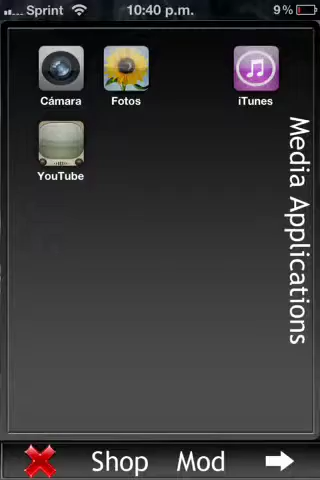 Sprint 10:40 p.m. 9%
Cámara Fotos iTunes
YouTube
Media Applications
Shop Mod